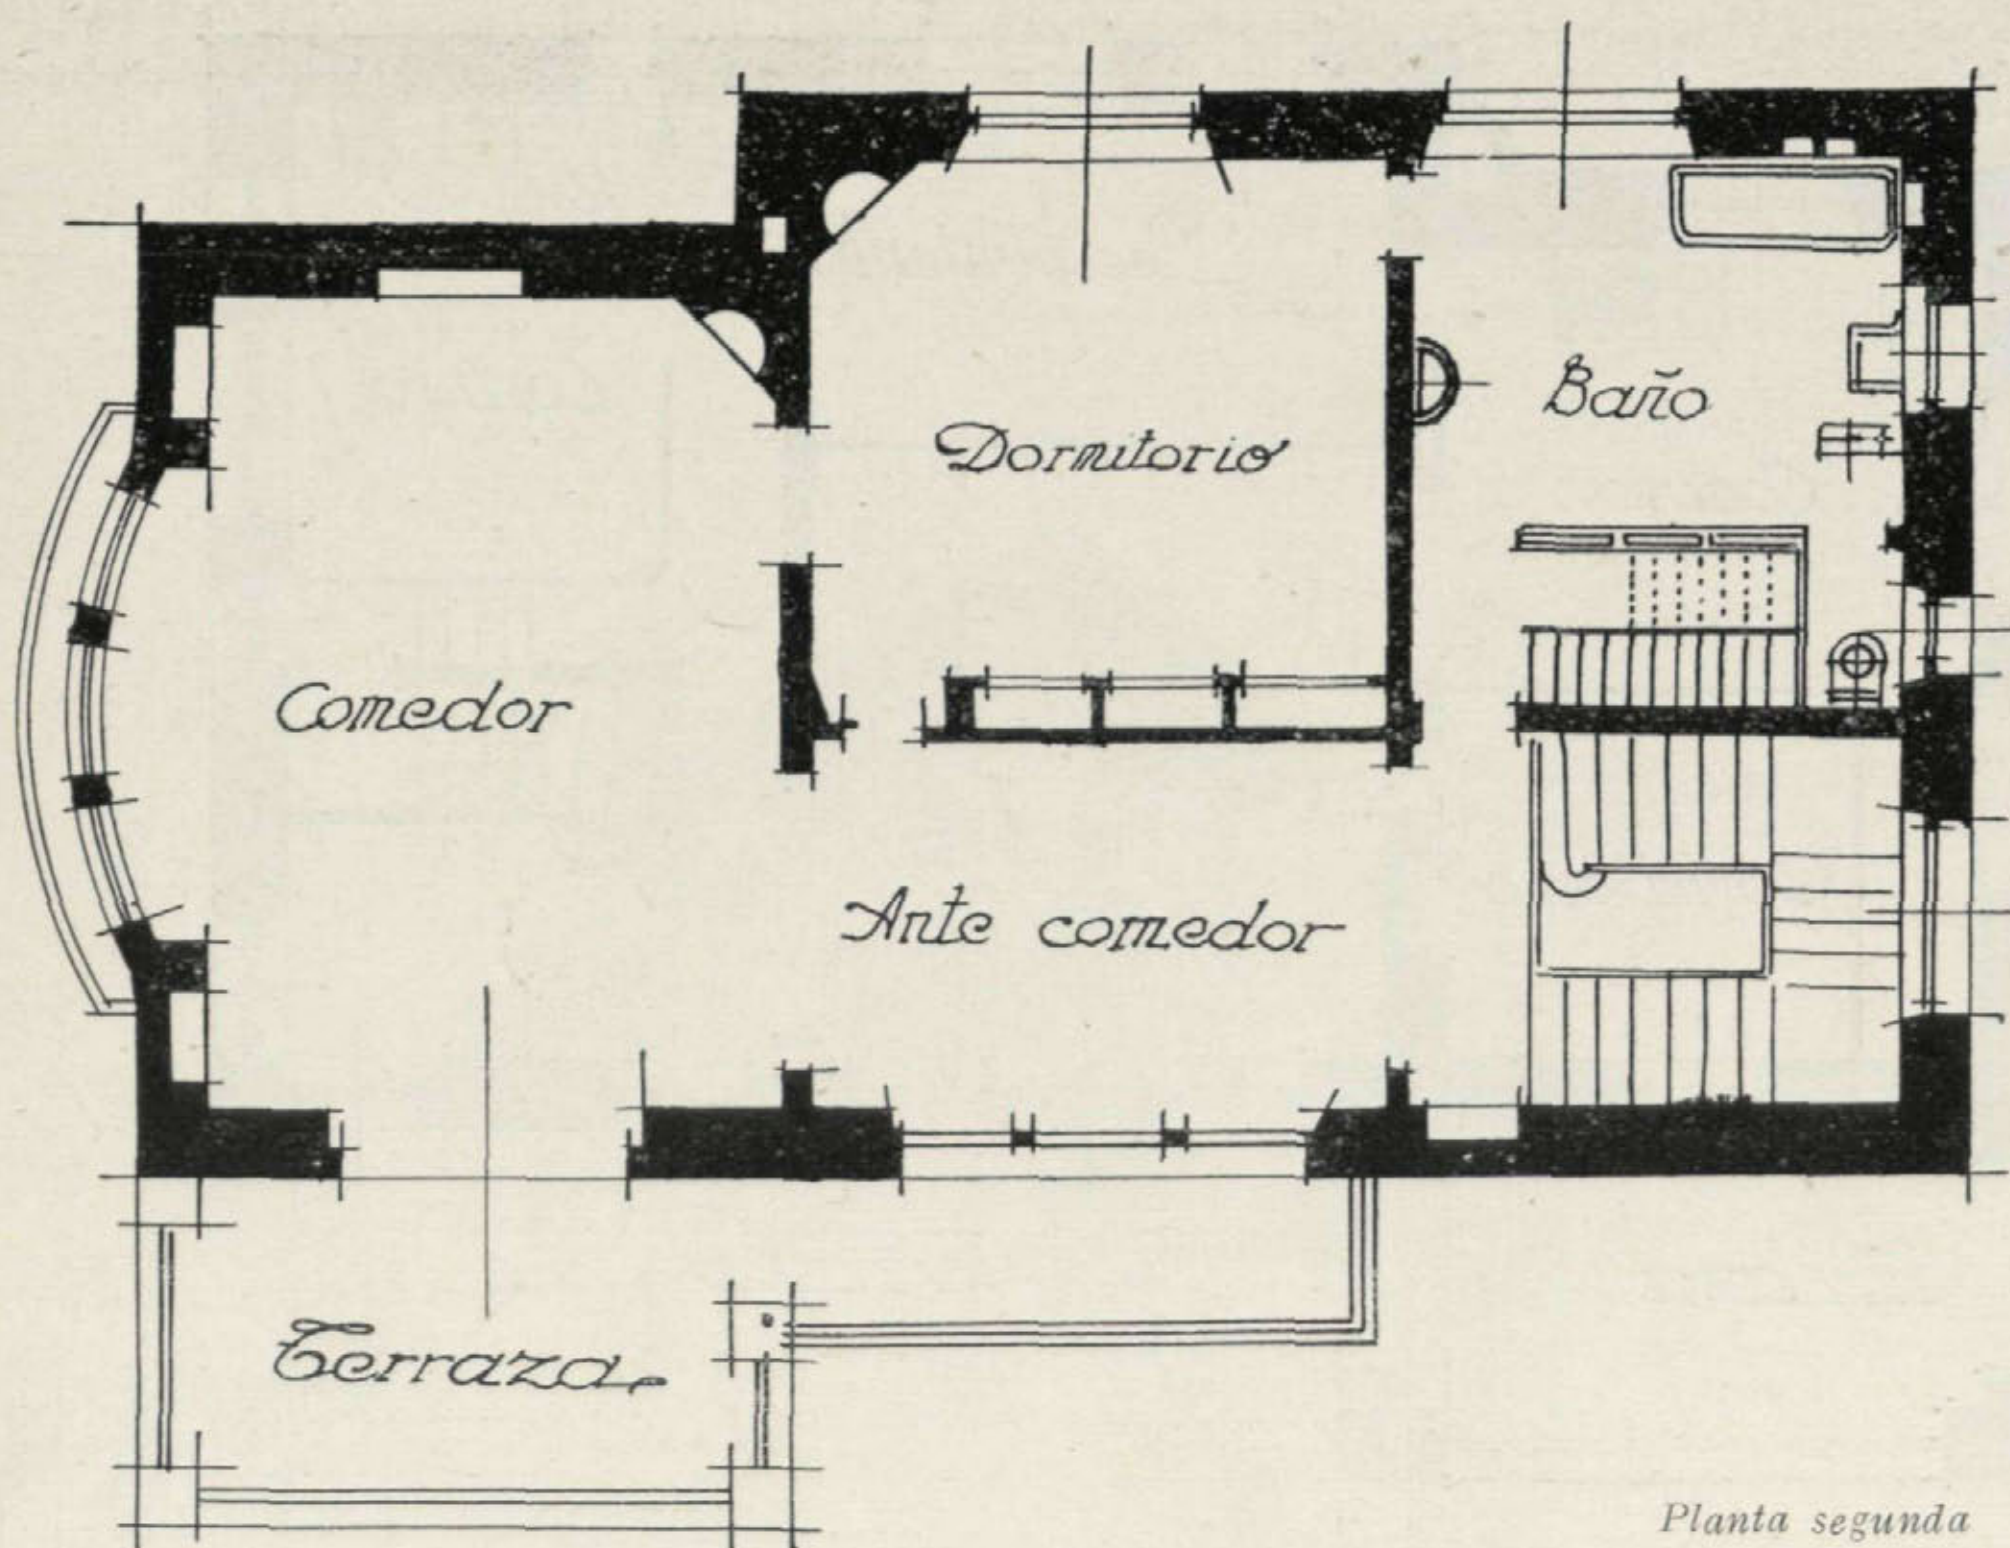 Baño
Dormitorio
Comedor
Ante comedor
Terraza
Planta segunda